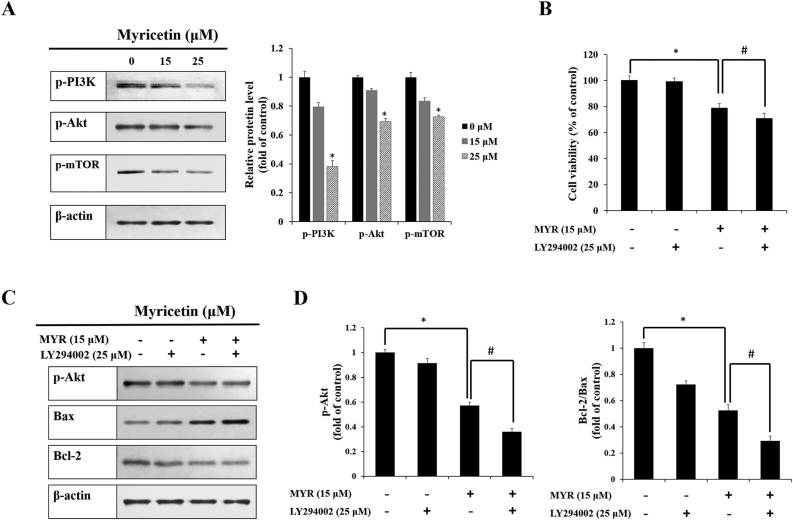 A
Myricetin (μM)
0 15 25
p-PI3K
p-Akt
p-mTOR
β-actin
Relative protetin level
(fold of control)
1.2
1
0.8
0.6
0.4
0.2
0
*
*
*
p-PI3K p-Akt p-mTOR
0 μM
15 μM
25 μM
B
Cell viability (% of control)
120
100
80
60
40
20
0
* #
MYR (15 μM) - - + +
LY294002 (25 μM) - + - +
C
Myricetin (μM)
MYR (15 μM) - - + +
LY294002 (25 μM) - + - +
p-Akt
Bax
Bcl-2
β-actin
D
p-Akt
(fold of control)
1.2
1
0.8
0.6
0.4
0.2
0
*
#
MYR (15 μM) - - + +
LY294002 (25 μM) - + - +
Bcl-2/Bax
(fold of control)
1.2
1
0.8
0.6
0.4
0.2
0
*
#
MYR (15 μM) - - + +
LY294002 (25 μM) - + - +